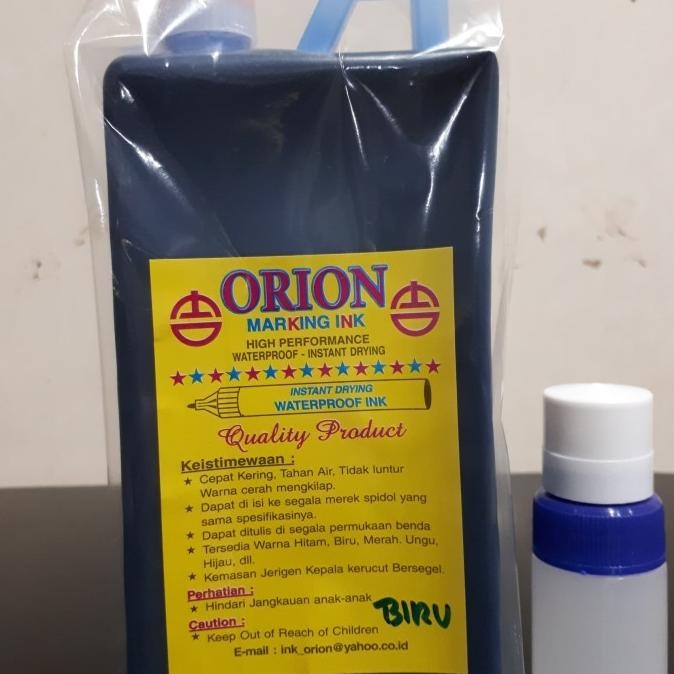 ORION
MARKING INK
HIGH PERFORMANCE
WATERPROOF - INSTANT DRYING
INSTANT DRYING
WATERPROOF INK
Quality Product
Keistimewaan :
Cepat Kering, Tahan Air, Tidak luntur
Warna cerah mengkilap.
Dapat di isi ke segala merek spidol yang
sama spesifikasinya.
Dapat ditulis di segala permukaan benda
Tersedia Warna Hitam, Biru, Merah. Ungu,
Hijau, dll.
Kemasan Jerigen Kepala kerucut Bersegel.
Perhatian :
Hindari Jangkauan anak-anak
BIRU
Caution :
Keep Out of Reach of Children
E-mail : ink_orion@yahoo.co.id